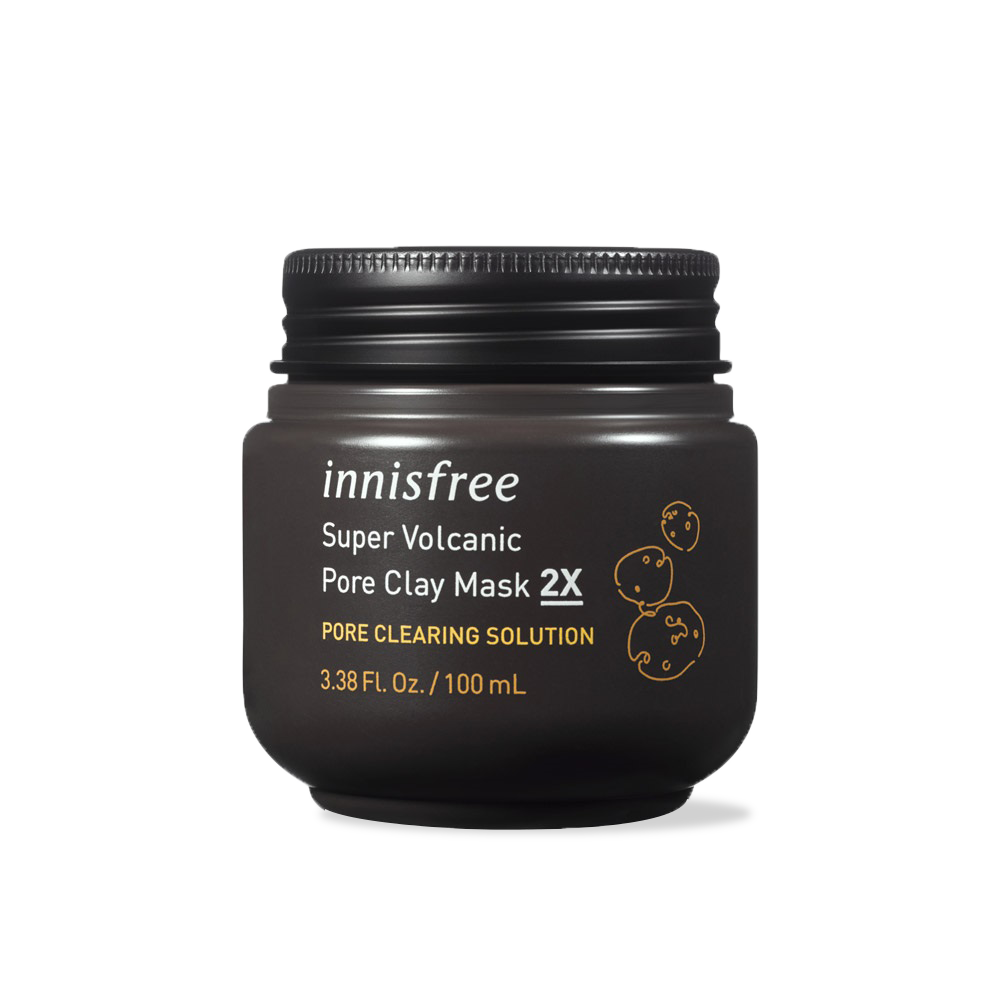 innisfree
Super Volcanic
Pore Clay Mask 2X
PORE CLEARING SOLUTION
3.38 Fl. Oz. / 100 mL